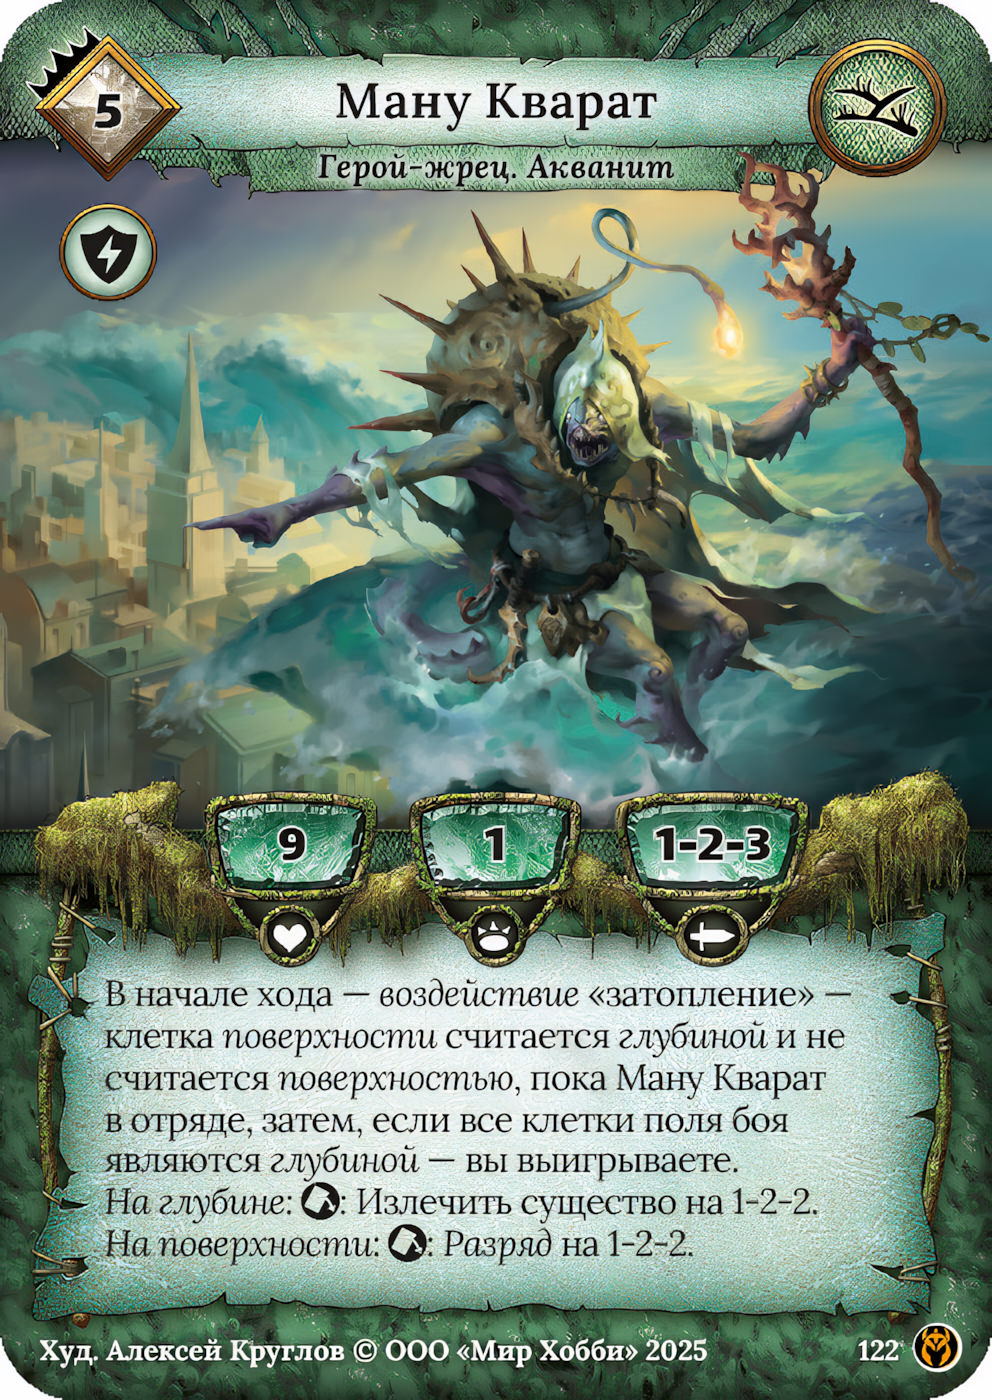 5
Ману Кварат
Герой-жрец. Акванит
9
1
1-2-3
В начале хода — воздействие «затопление» —
клетка поверхности считается глубиной и не
считается поверхностью, пока Ману Кварат
в отряде, затем, если все клетки поля боя
являются глубиной — вы выигрываете.
На глубине: : Излечить существо на 1-2-2.
На поверхности: : Разряд на 1-2-2.
Худ. Алексей Круглов © ООО «Мир Хобби» 2025
122